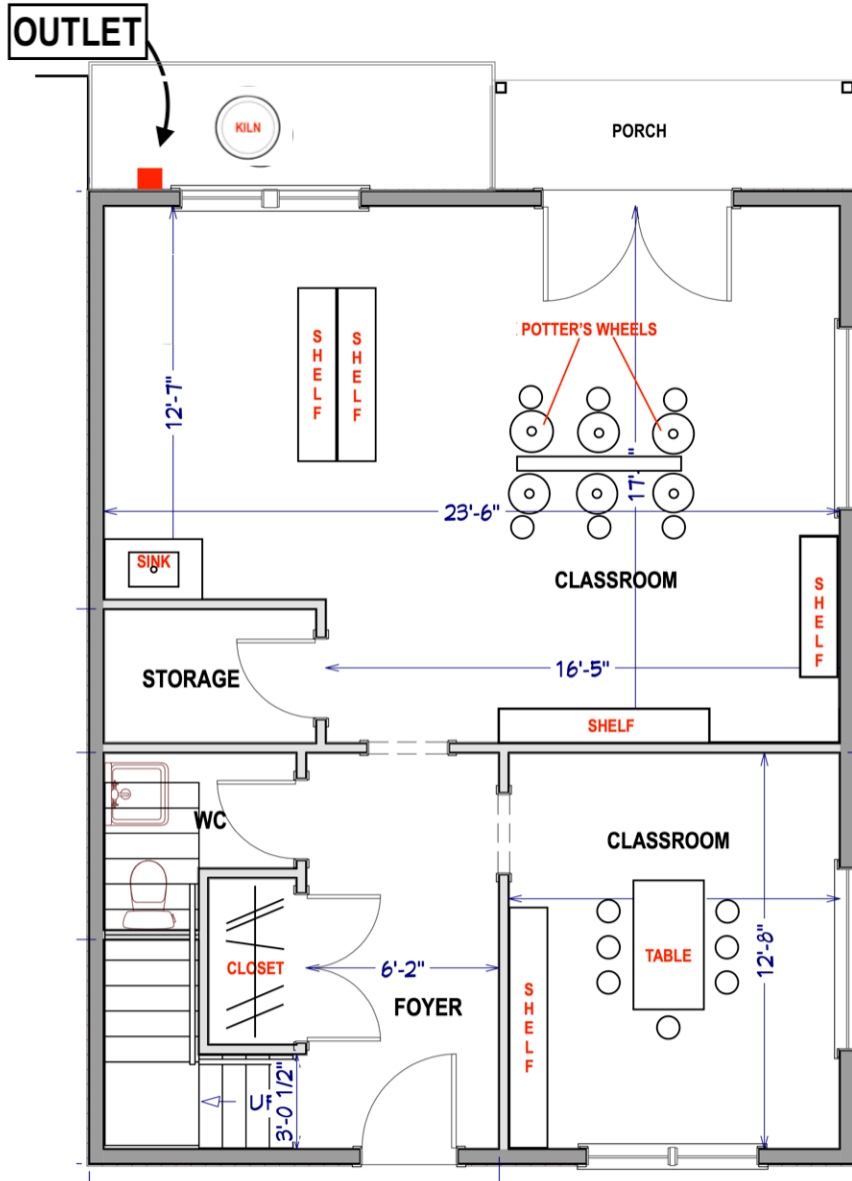 OUTLET
KILN
PORCH
POTTER'S WHEELS
SHELF
SHELF
12'-7"
23'-6"
SINK
CLASSROOM
SHELF
16'-5"
STORAGE
SHELF
WC
CLASSROOM
CLOSET
6'-2"
FOYER
TABLE
12'-8"
SHELF
3'-0 1/2"